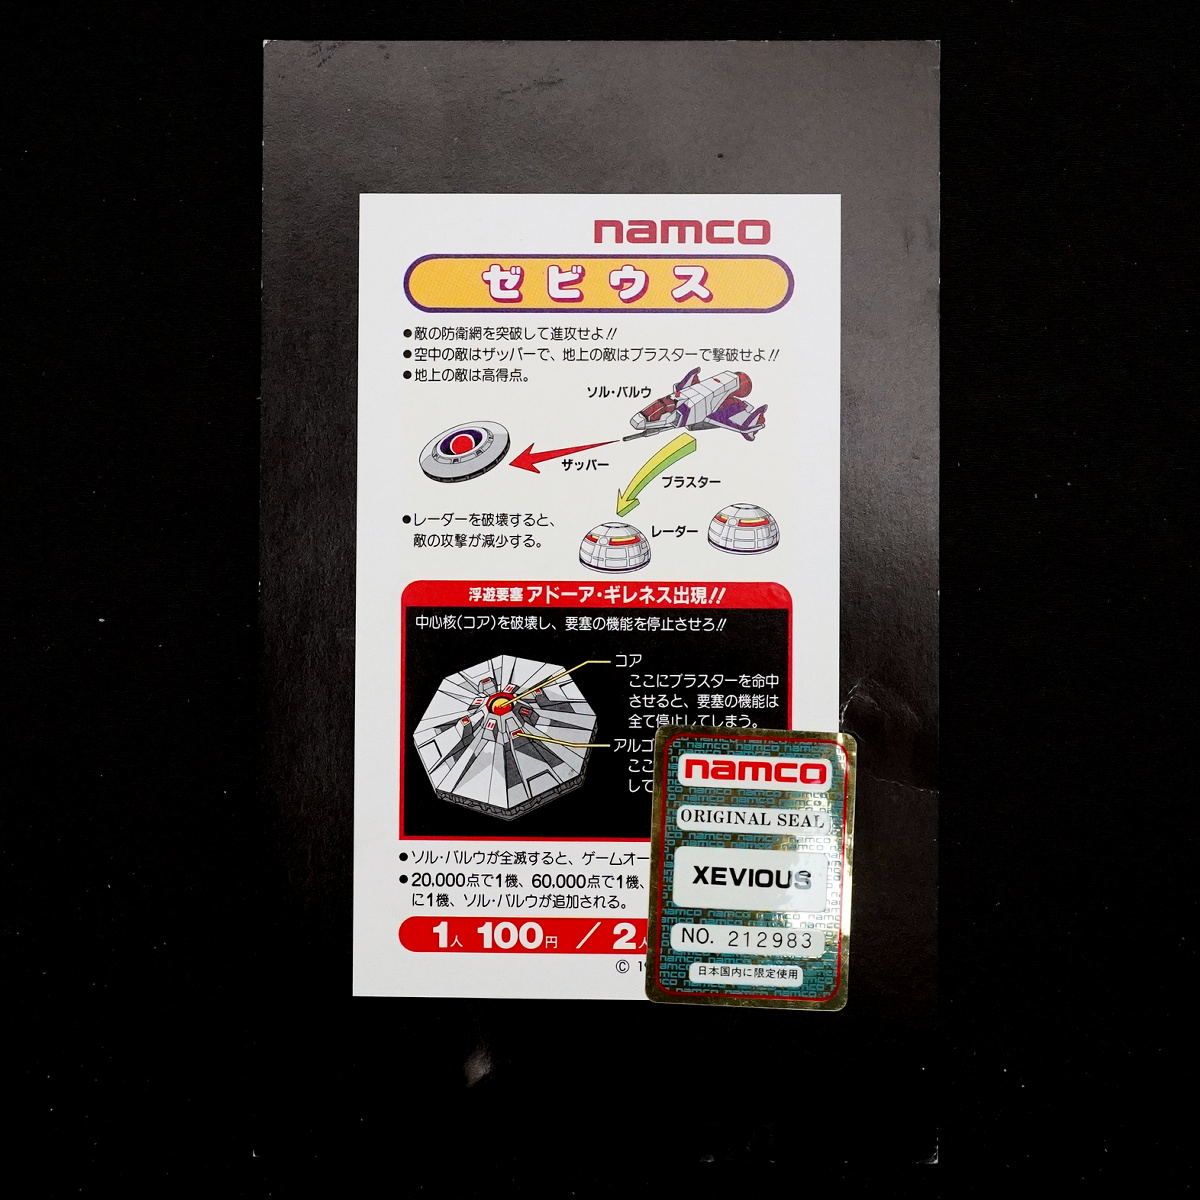 namco
ゼビウス
●敵の防衛網を突破して進攻せよ!!
●空中の敵はザッパーで、地上の敵はブラスターで撃破せよ!!
●地上の敵は高得点。
ソル・バルウ
ザッパー
ブラスター
●レーダーを破壊すると、
敵の攻撃が減少する。
レーダー
浮遊要塞 アドーア・ギレネス出現!!
中心核(コア)を破壊し、要塞の機能を停止させろ!!
コア
ここにブラスターを命中
させると、要塞の機能は
全て停止してしまう。
アルゴ
ここ
して
●ソル・バルウが全滅すると、ゲームオー
●20,000点で1機、60,000点で1機、
に1機、ソル・バルウが追加される。
1人 100円 / 2人
© 1
namco
ORIGINAL SEAL
XEVIOUS
NO. 212983
日本国内に限定使用